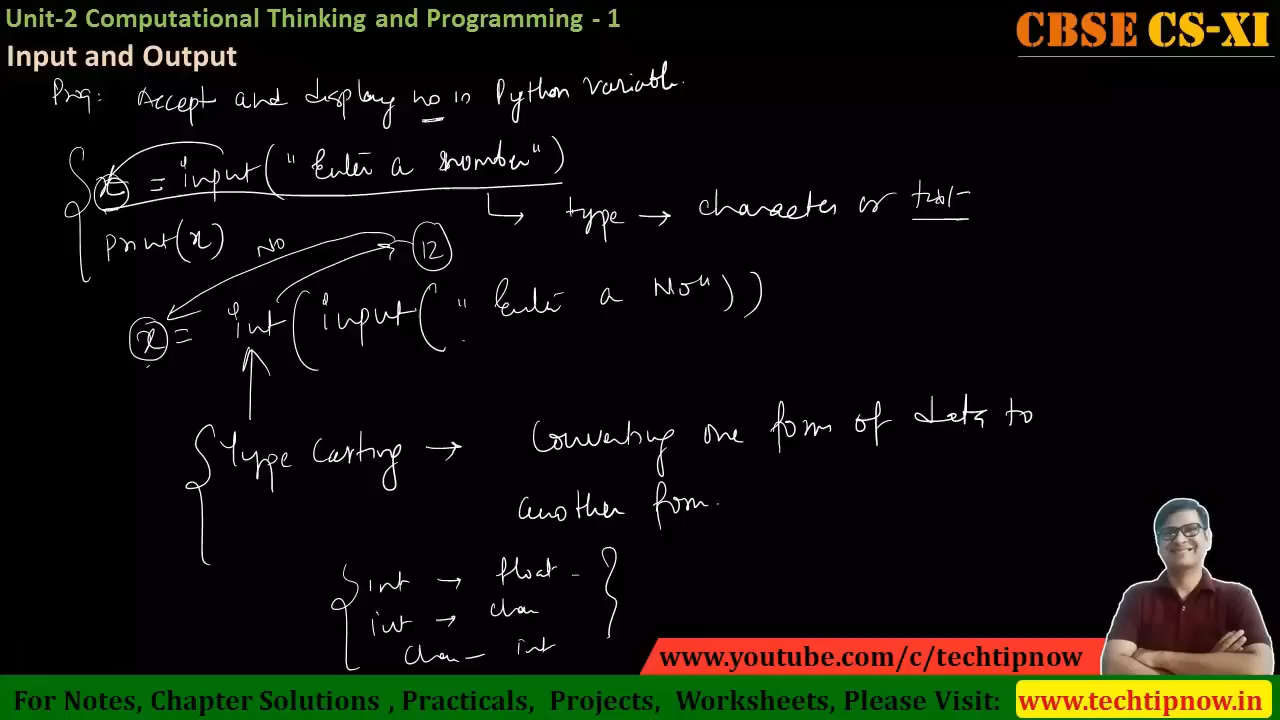 Unit-2 Computational Thinking and Programming - 1
CBSE CS-XI
Input and Output
Prog: Accept and display no in Python variable.
x = input("Enter a number")
type → character or text
print(x)
NO
12
x = int(input("Enter a No"))
Type Casting → Converting one form of data to
another form.
int → float
int → char
char - int
www.youtube.com/c/techtipnow
For Notes, Chapter Solutions , Practicals, Projects, Worksheets, Please Visit: www.techtipnow.in